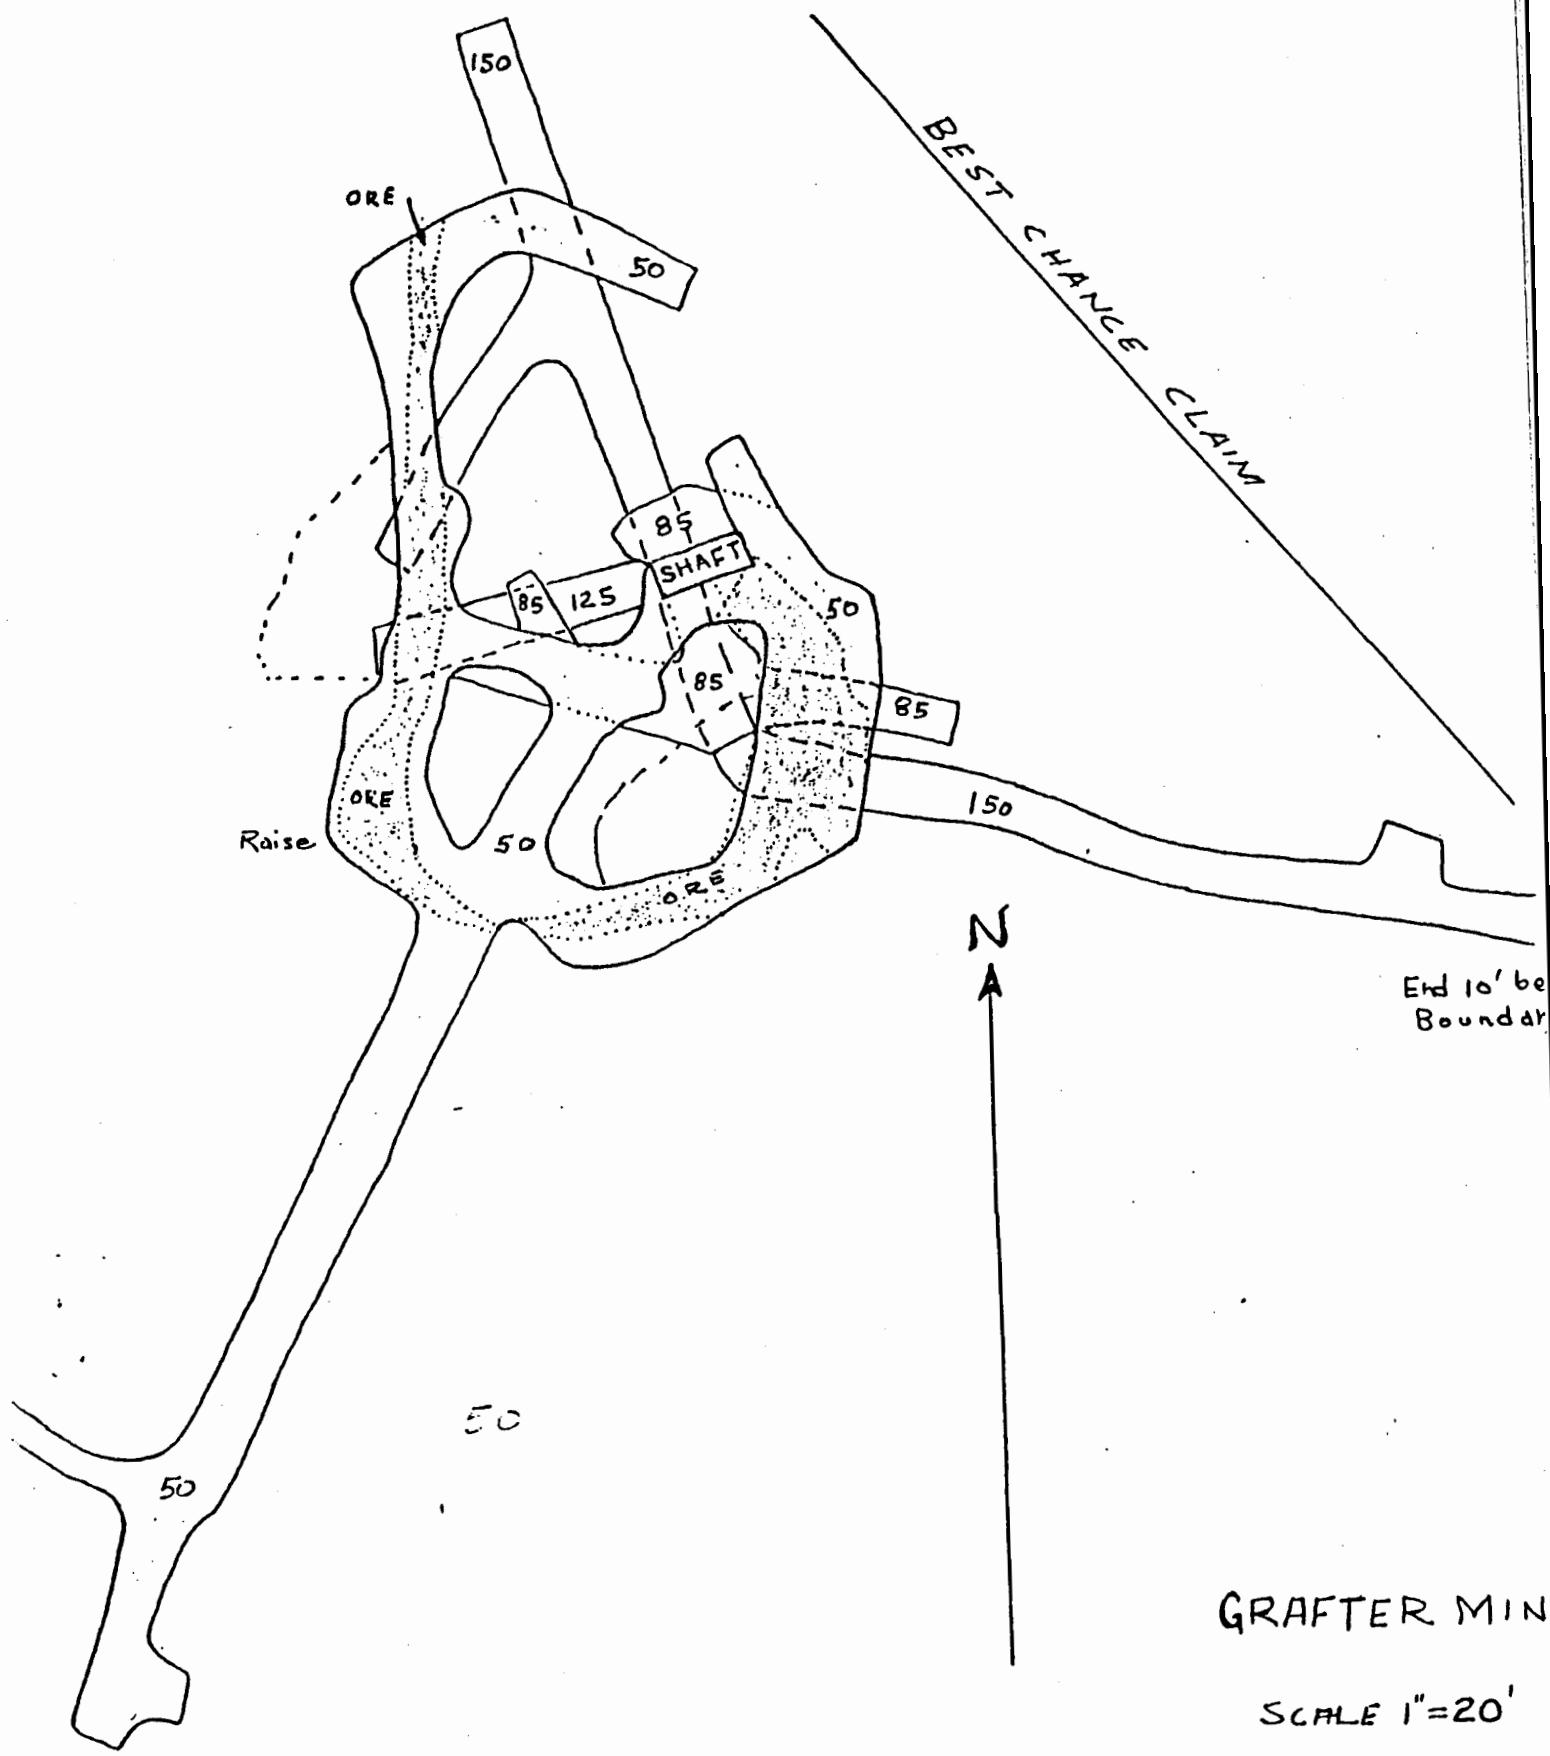 150
ORE
BEST CHANCE CLAIM
50
85
SHAFT
85
125
50
85
85
ORE
150
Raise
50
ORE
N
End 10' be
Boundar
50
50
GRAFTER MIN
SCALE 1"=20'